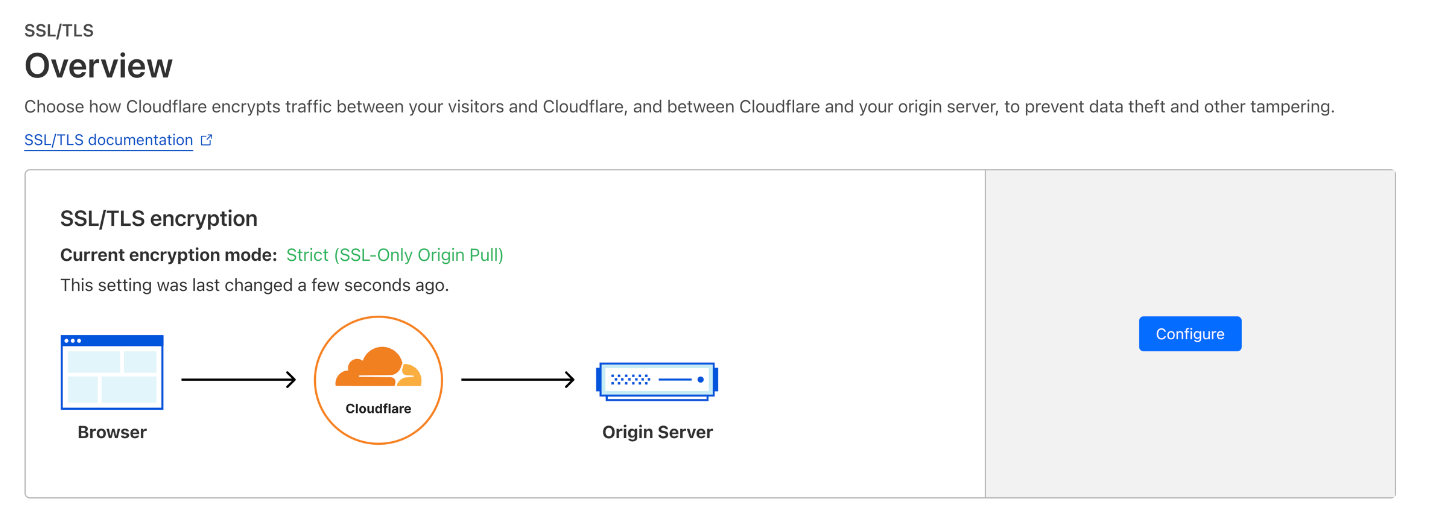 SSL/TLS
Overview
Choose how Cloudflare encrypts traffic between your visitors and Cloudflare, and between Cloudflare and your origin server, to prevent data theft and other tampering.
SSL/TLS documentation
SSL/TLS encryption
Current encryption mode: Strict (SSL-Only Origin Pull)
This setting was last changed a few seconds ago.
Configure
Cloudflare
Browser
Origin Server